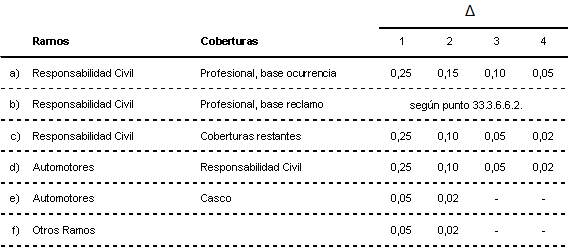 Δ
Ramos Coberturas 1 2 3 4
a) Responsabilidad Civil Profesional, base ocurrencia 0,25 0,15 0,10 0,05
b) Responsabilidad Civil Profesional, base reclamo según punto 33.3.6.6.2.
c) Responsabilidad Civil Coberturas restantes 0,25 0,10 0,05 0,02
d) Automotores Responsabilidad Civil 0,25 0,10 0,05 0,02
e) Automotores Casco 0,05 0,02 - -
f) Otros Ramos 0,05 0,02 - -